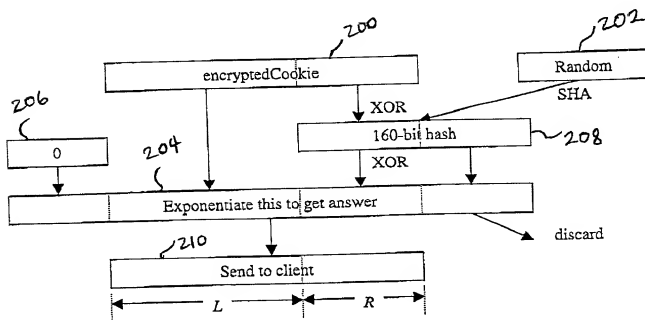 200
202
encryptedCookie
Random
206
XOR
SHA
204
160-bit hash
208
0
XOR
Exponentiate this to get answer
210
discard
Send to client
L
R